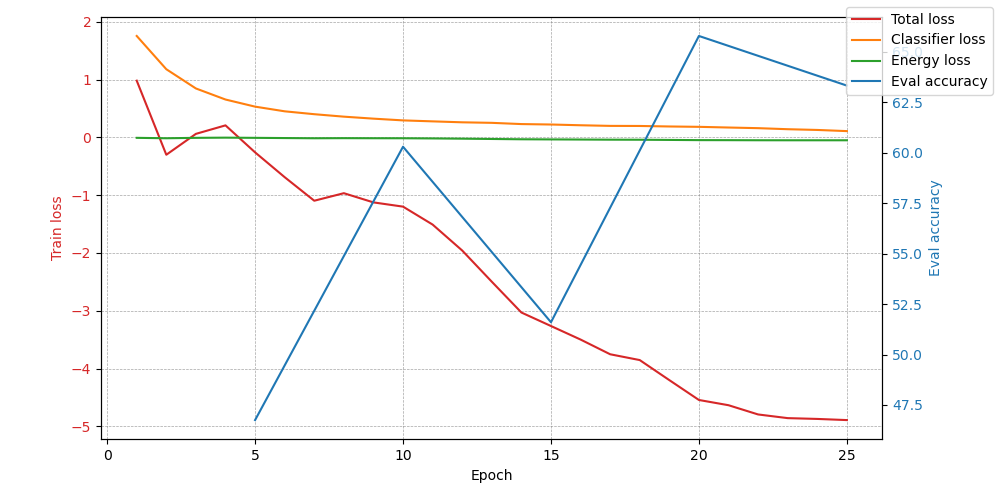 Total loss
Classifier loss
Energy loss
Eval accuracy
2
1
0
−1
−2
−3
−4
−5
Train loss
65.0
62.5
60.0
57.5
55.0
52.5
50.0
47.5
Eval accuracy
0 5 10 15 20 25
Epoch